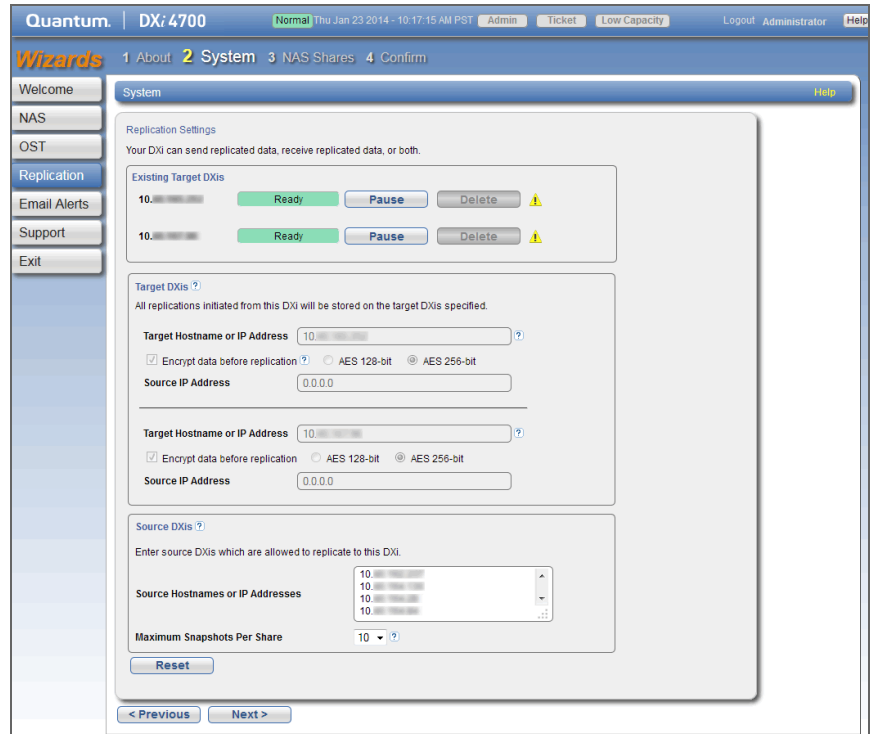 Quantum. DXi 4700 Normal Thu Jan 23 2014 - 10:17:15 AM PST Admin Ticket Low Capacity Logout Administrator Help
Wizards 1 About 2 System 3 NAS Shares 4 Confirm
Welcome
NAS
OST
Replication
Email Alerts
Support
Exit
System Help
Replication Settings
Your DXi can send replicated data, receive replicated data, or both.
Existing Target DXis
10. Ready Pause Delete
10. Ready Pause Delete
Target DXis ?
All replications initiated from this DXi will be stored on the target DXis specified.
Target Hostname or IP Address 10. ?
Encrypt data before replication ? AES 128-bit AES 256-bit
Source IP Address 0.0.0.0
Target Hostname or IP Address 10. ?
Encrypt data before replication AES 128-bit AES 256-bit
Source IP Address 0.0.0.0
Source DXis ?
Enter source DXis which are allowed to replicate to this DXi.
Source Hostnames or IP Addresses
10.
10.
10.
10.
Maximum Snapshots Per Share 10 ?
Reset
< Previous Next >